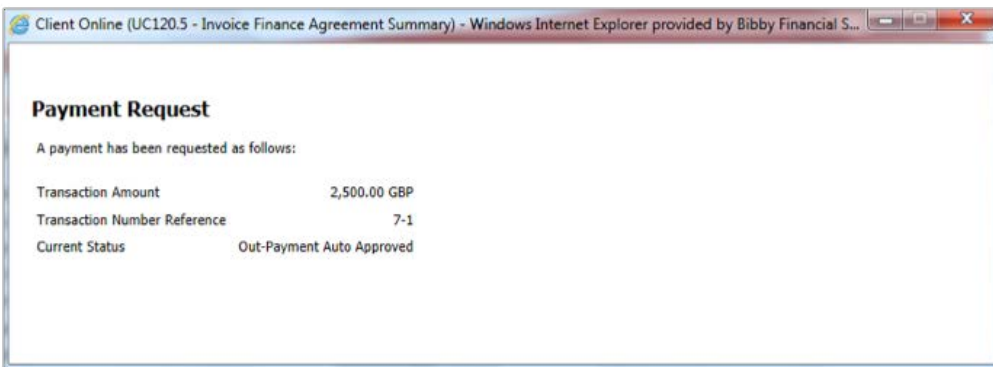 Client Online (UC120.5 - Invoice Finance Agreement Summary) - Windows Internet Explorer provided by Bibby Financial S...
Payment Request
A payment has been requested as follows:
Transaction Amount 2,500.00 GBP
Transaction Number Reference 7-1
Current Status Out-Payment Auto Approved